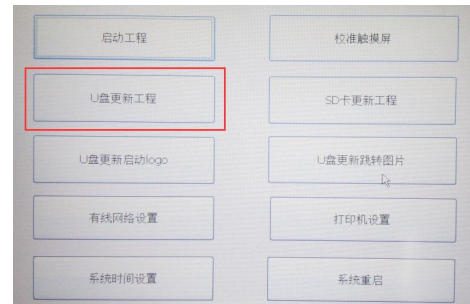 启动工程
校准触摸屏
U盘更新工程
SD卡更新工程
U盘更新启动logo
U盘更新跳转图片
有线网络设置
打印机设置
系统时间设置
系统重启